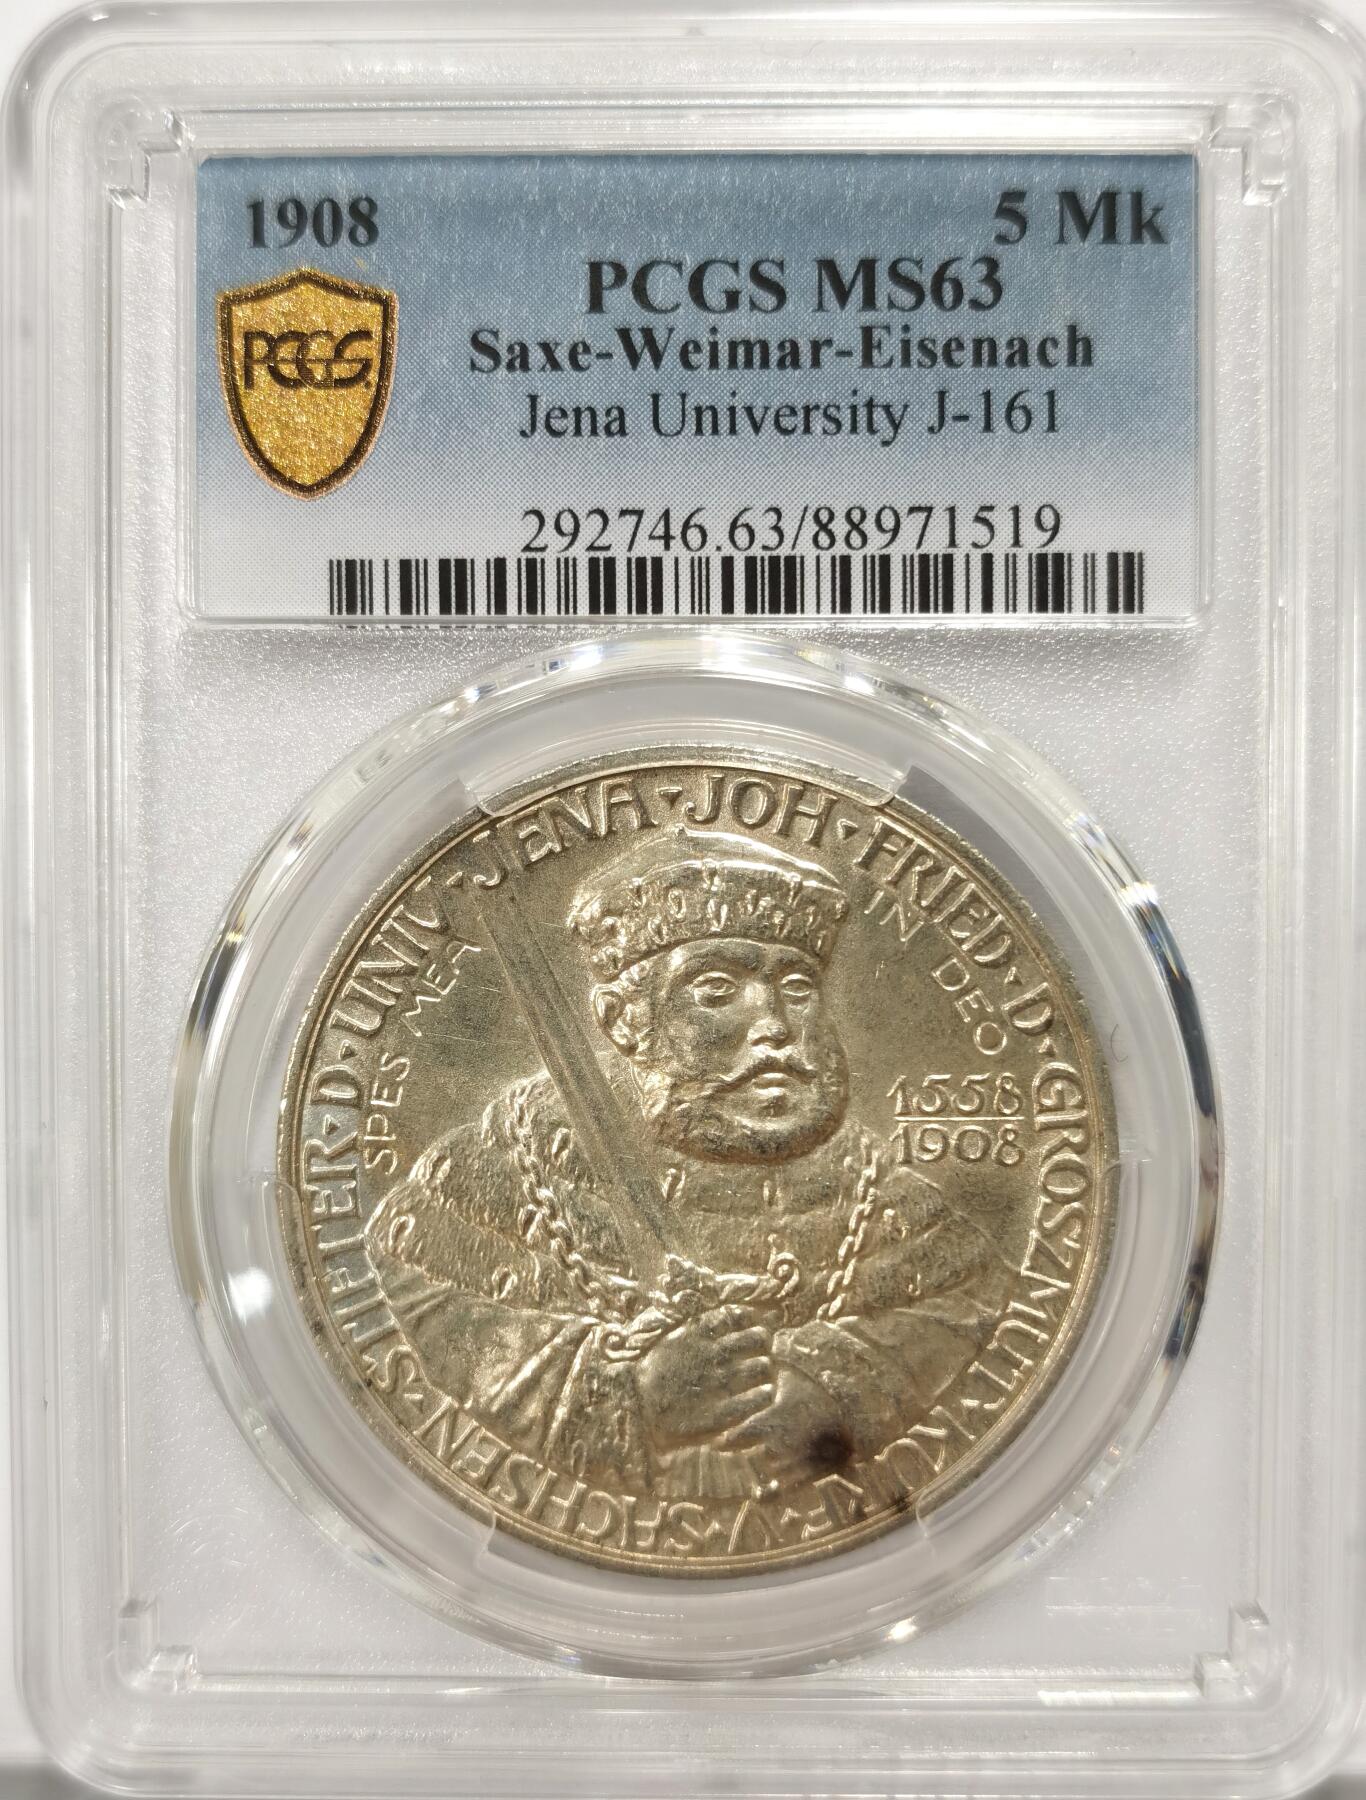 1908
5 Mk
PCGS MS63
PCGS
Saxe-Weimar-Eisenach
Jena University J-161
292746.63/88971519
STIFTER · D · UNIV · JENA · JOH · FRIED · D · GROSZMUT · KURF · V · SACHSEN ·
SPES MEA
IN DEO
1558
1908